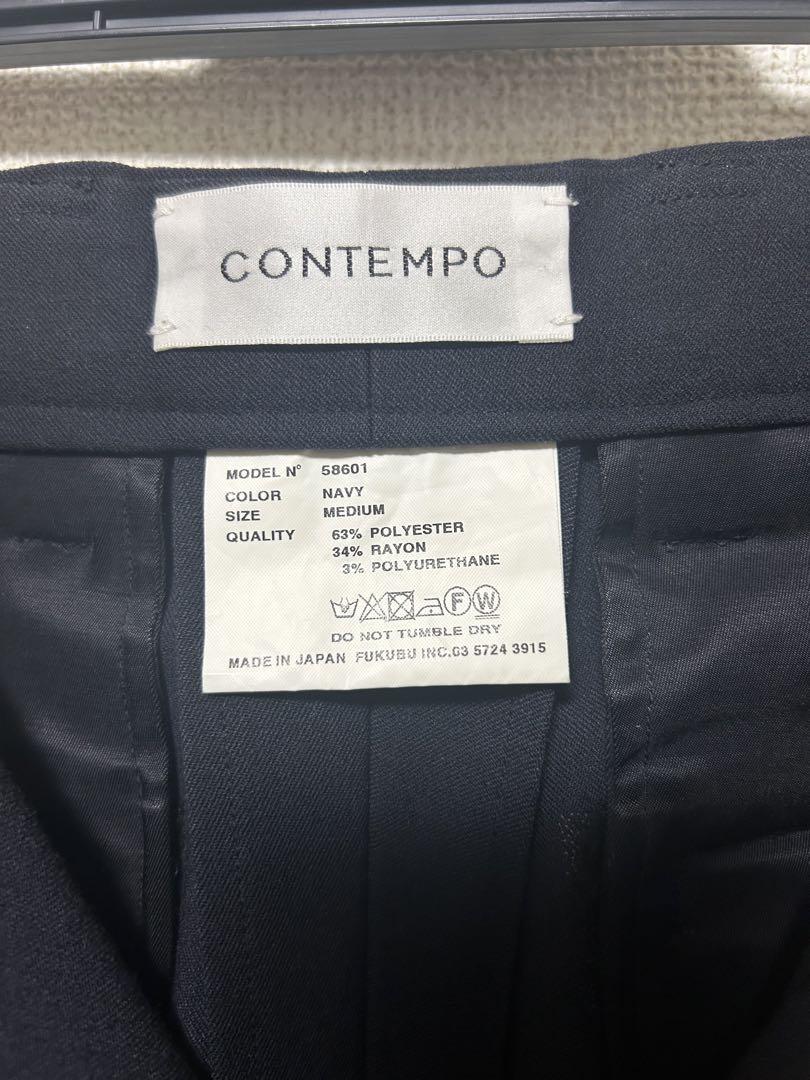 CONTEMPO
MODEL N° 58601
COLOR NAVY
SIZE MEDIUM
QUALITY 63% POLYESTER
34% RAYON
3% POLYURETHANE
F W
DO NOT TUMBLE DRY
MADE IN JAPAN FUKUBU INC.03 5724 3915